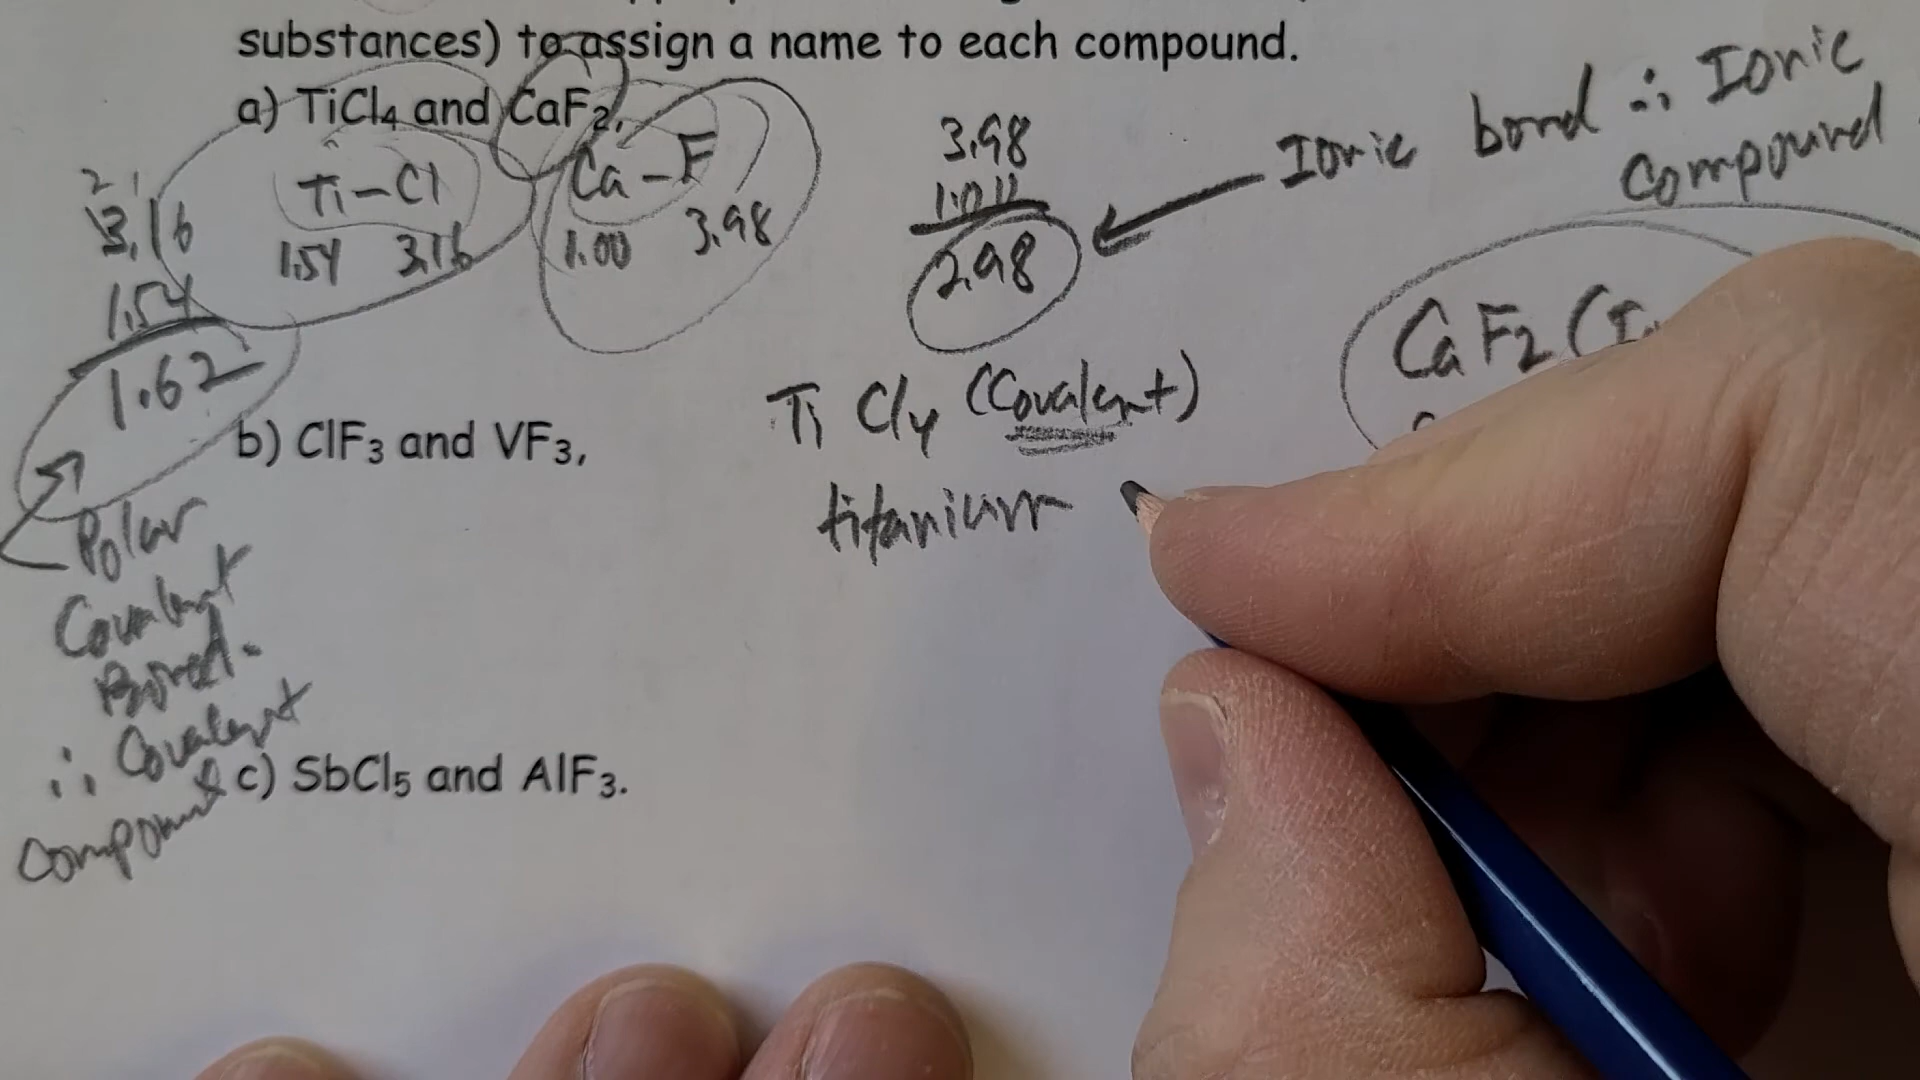 substances) to assign a name to each compound.
a) TiCl4 and CaF2,
Ti-Cl
1.54 3.16
Ca-F
1.00 3.98
2 1
3.16
1.54
1.62
Polar
Covalent
Bond.
∴ Covalent
Compound
3.98
1.00
2.98
Ionic bond ∴ Ionic
Compound
CaF2 (I
TiCl4 (Covalent)
titanium
b) ClF3 and VF3,
c) SbCl5 and AlF3.